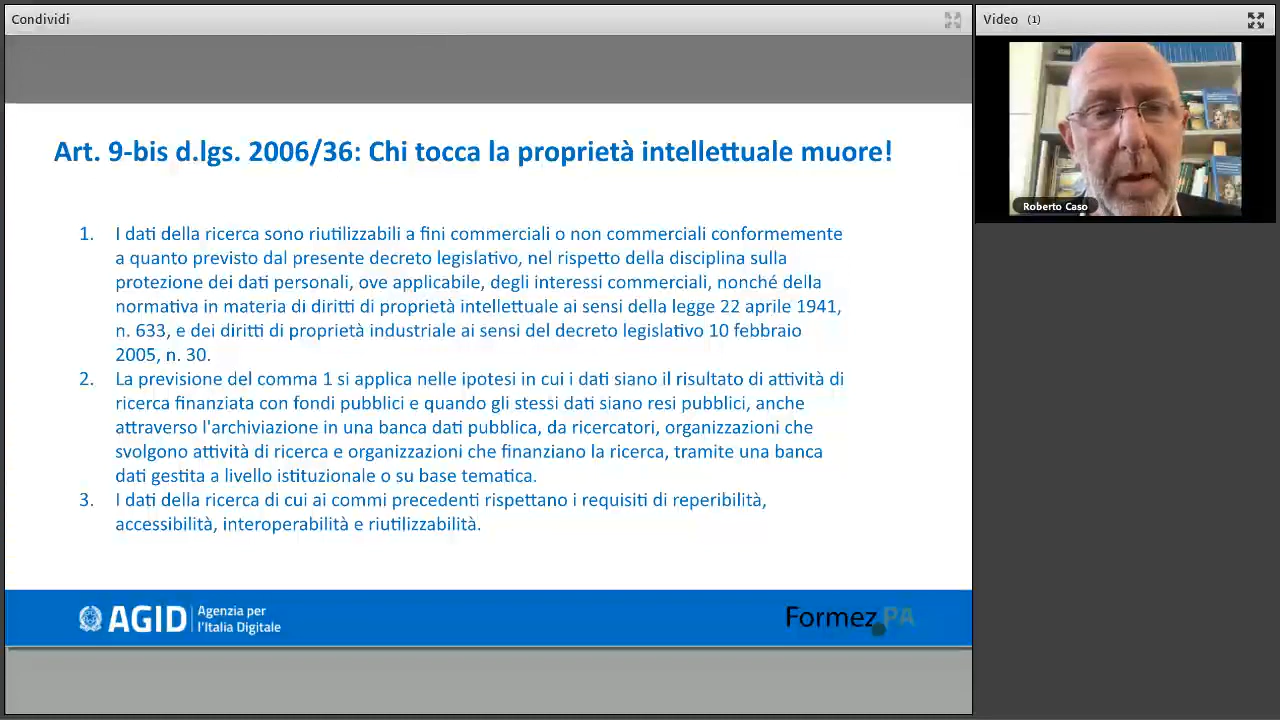 Condividi
Video (1)
Art. 9-bis d.lgs. 2006/36: Chi tocca la proprietà intellettuale muore!
1. I dati della ricerca sono riutilizzabili a fini commerciali o non commerciali conformemente
a quanto previsto dal presente decreto legislativo, nel rispetto della disciplina sulla
protezione dei dati personali, ove applicabile, degli interessi commerciali, nonché della
normativa in materia di diritti di proprietà intellettuale ai sensi della legge 22 aprile 1941,
n. 633, e dei diritti di proprietà industriale ai sensi del decreto legislativo 10 febbraio
2005, n. 30.
2. La previsione del comma 1 si applica nelle ipotesi in cui i dati siano il risultato di attività di
ricerca finanziata con fondi pubblici e quando gli stessi dati siano resi pubblici, anche
attraverso l'archiviazione in una banca dati pubblica, da ricercatori, organizzazioni che
svolgono attività di ricerca e organizzazioni che finanziano la ricerca, tramite una banca
dati gestita a livello istituzionale o su base tematica.
3. I dati della ricerca di cui ai commi precedenti rispettano i requisiti di reperibilità,
accessibilità, interoperabilità e riutilizzabilità.
Roberto Caso
AGID
Agenzia per
l'Italia Digitale
Formez PA